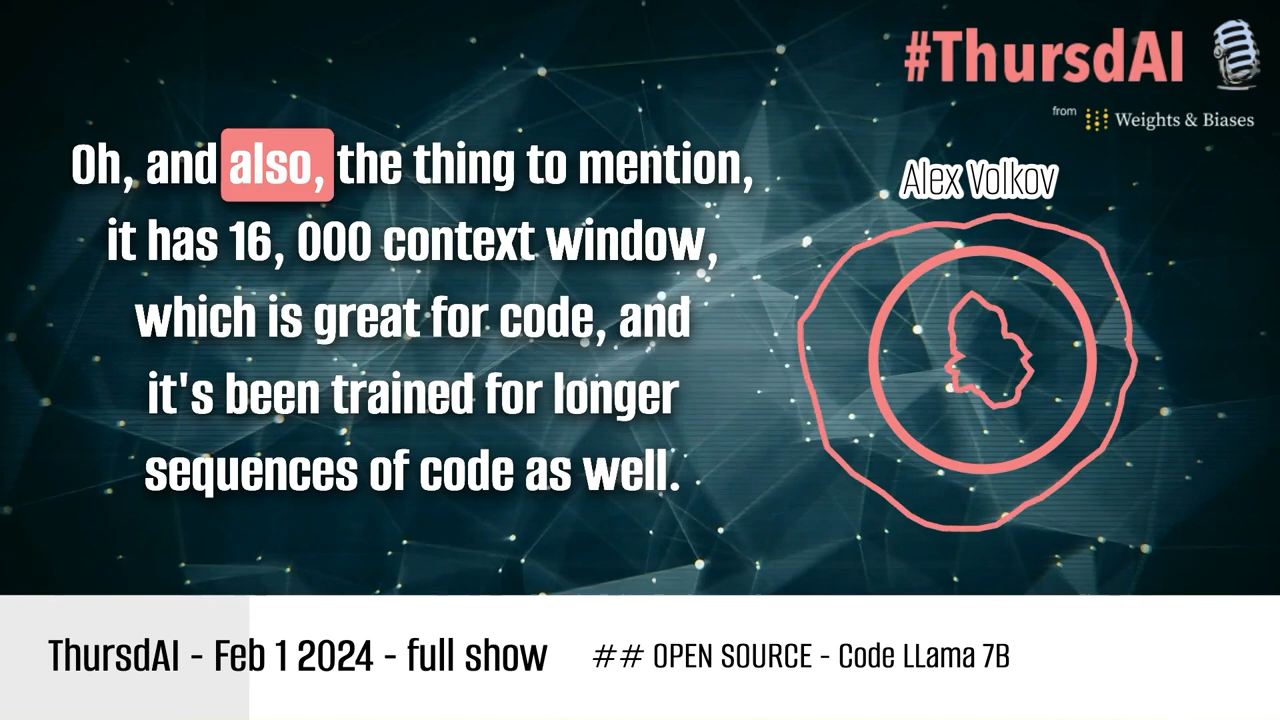 #ThursdAI
from Weights & Biases
Alex Volkov
Oh, and also, the thing to mention,
it has 16, 000 context window,
which is great for code, and
it's been trained for longer
sequences of code as well.
ThursdAI - Feb 1 2024 - full show
## OPEN SOURCE - Code LLama 7B